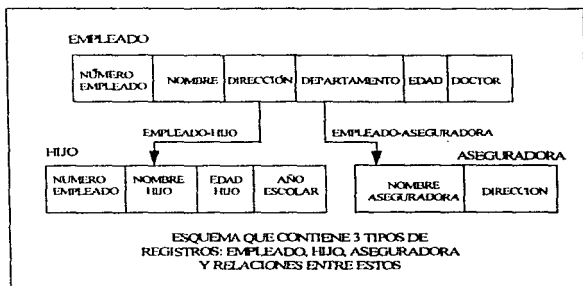 EMPLEADO
NÚMERO EMPLEADO
NOMBRE
DIRECCIÓN
DEPARTAMENTO
EDAD
DOCTOR
EMPLEADO-HIJO
EMPLEADO-ASEGURADORA
HIJO
ASEGURADORA
NUMERO EMPLEADO
NOMBRE HIJO
EDAD HIJO
AÑO ESCOLAR
NOMBRE ASEGURADORA
DIRECCION
ESQUEMA QUE CONTIENE 3 TIPOS DE
REGISTROS: EMPLEADO, HIJO, ASEGURADORA
Y RELACIONES ENTRE ESTOS